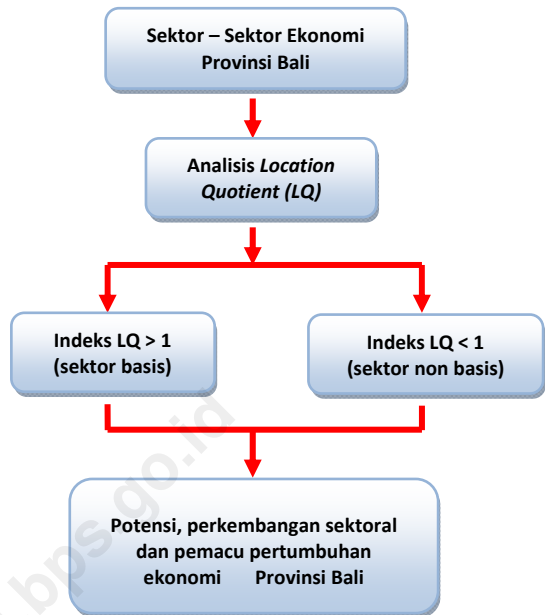 Sektor – Sektor Ekonomi
Provinsi Bali
Analisis Location
Quotient (LQ)
Indeks LQ > 1
(sektor basis)
Indeks LQ < 1
(sektor non basis)
Potensi, perkembangan sektoral
dan pemacu pertumbuhan
ekonomi Provinsi Bali
bps.go.id